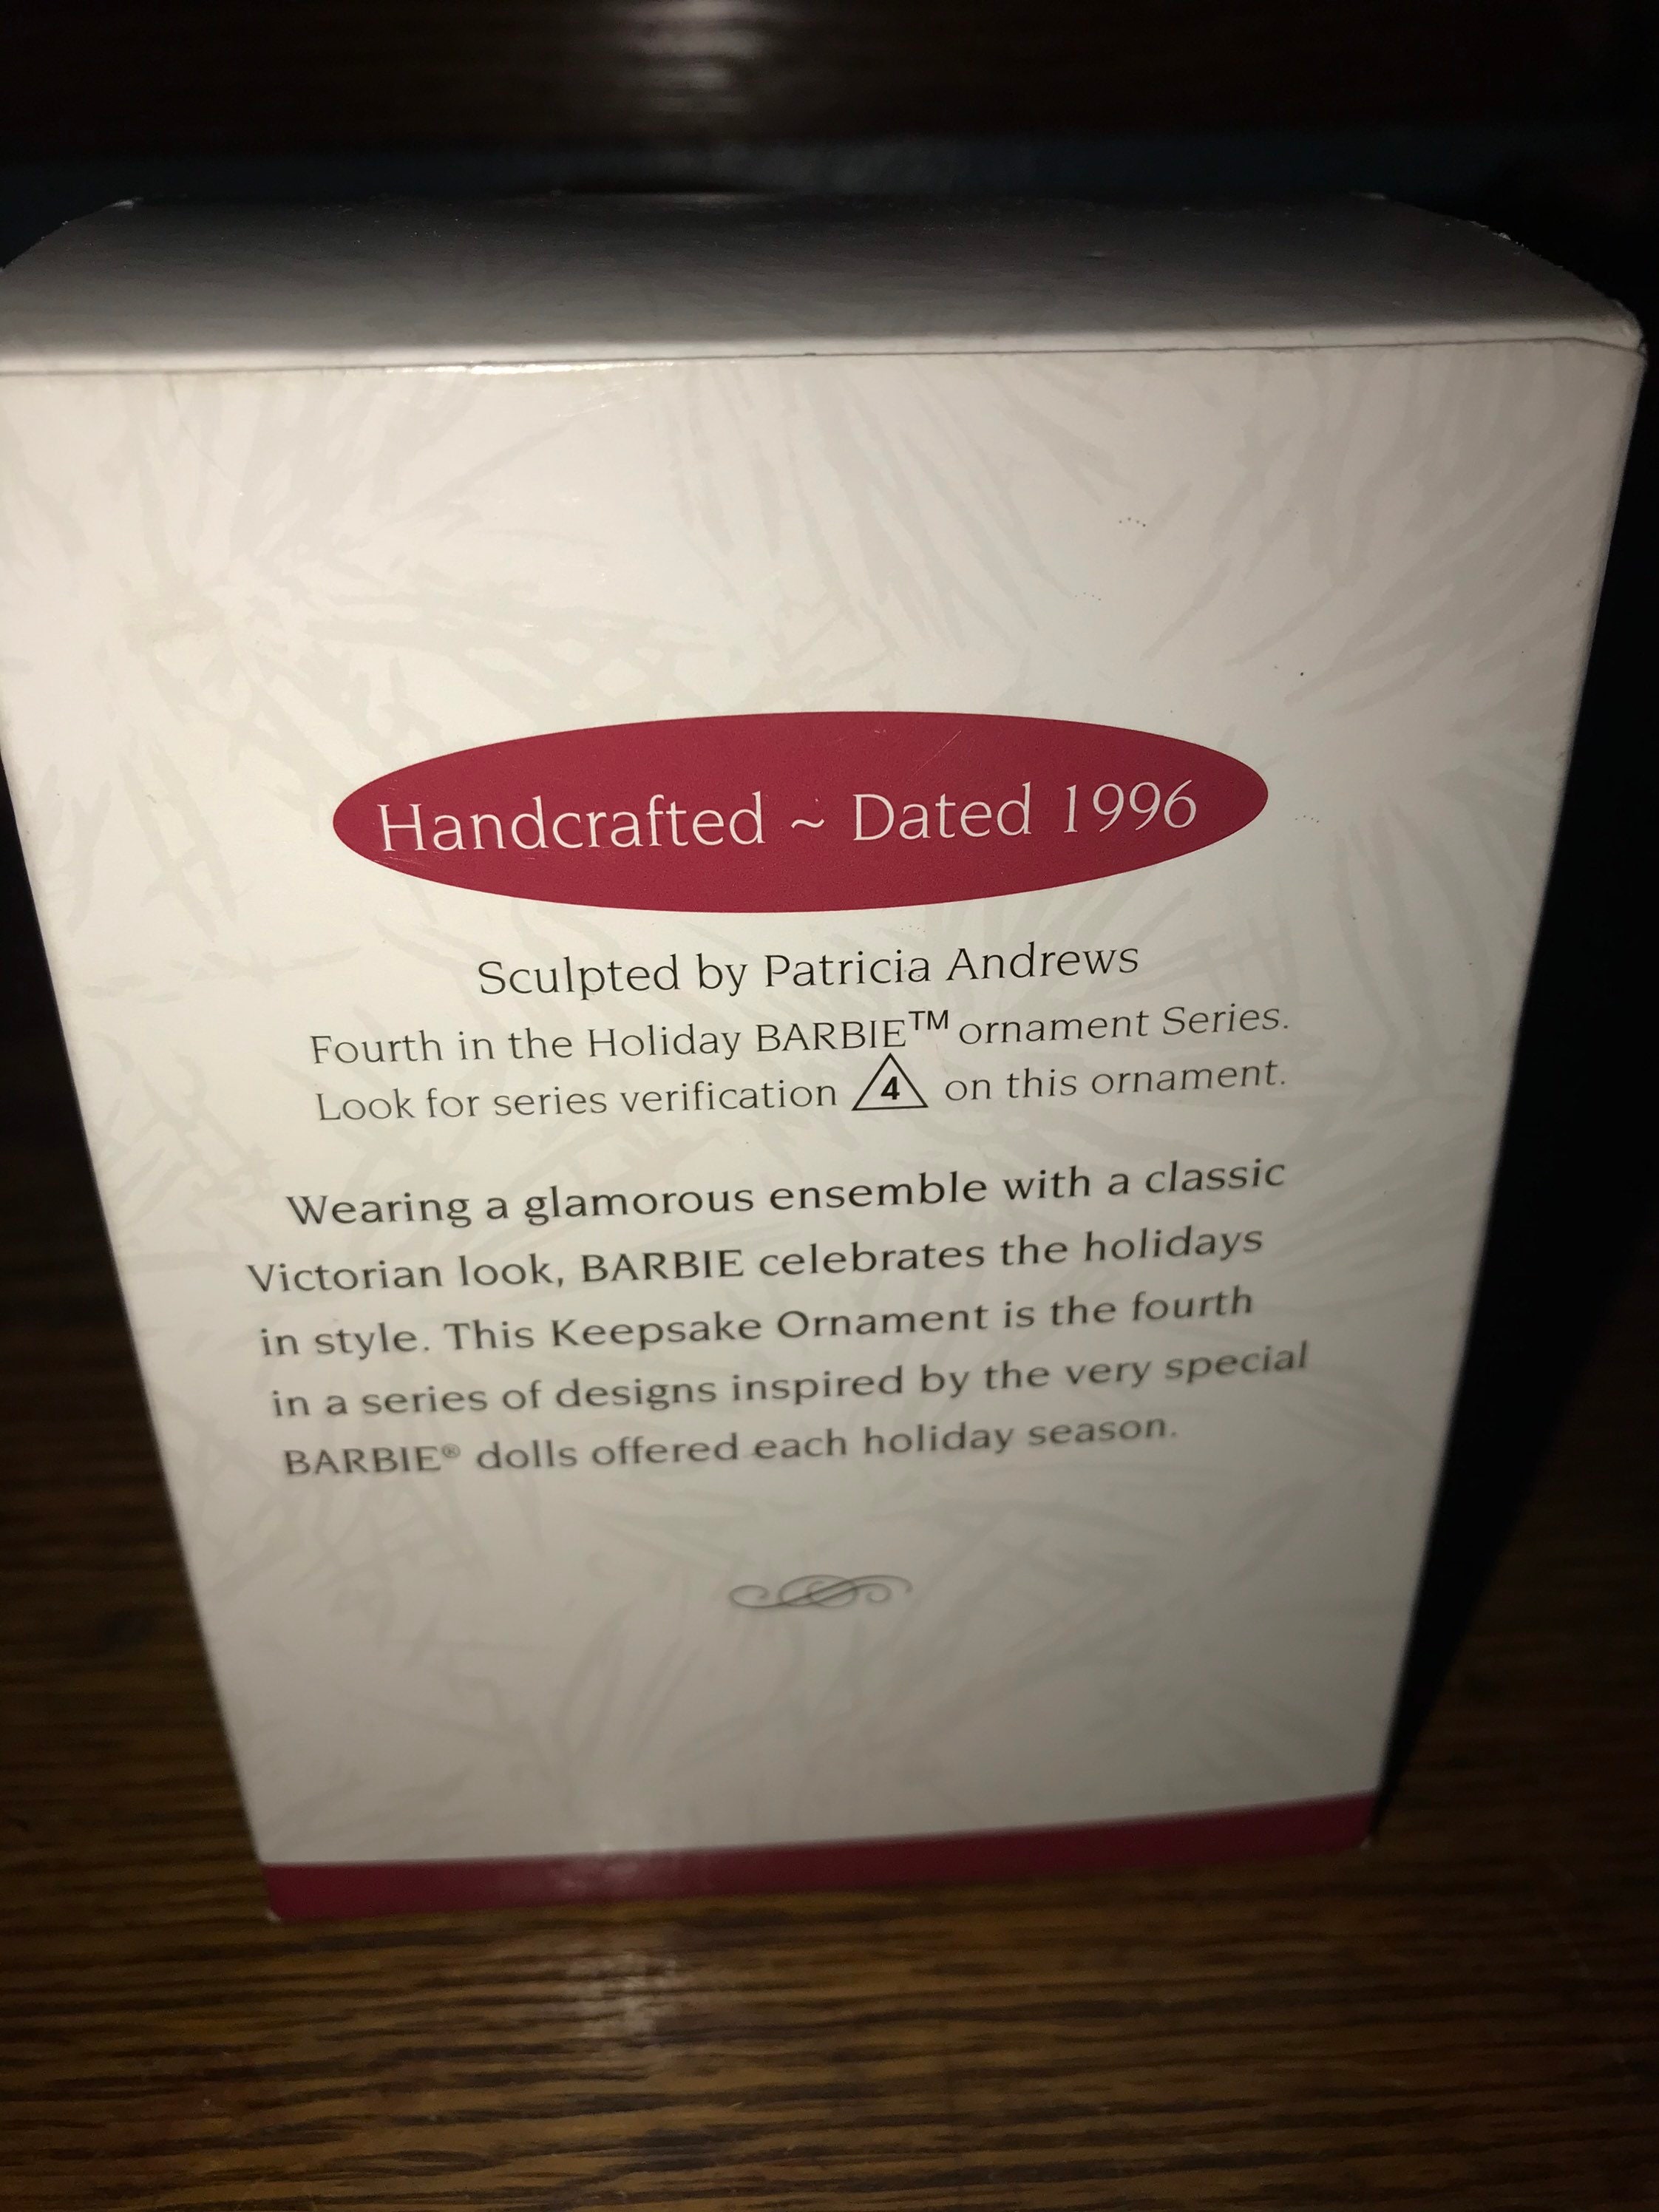 Handcrafted ~ Dated 1996
Sculpted by Patricia Andrews
Fourth in the Holiday BARBIE™ ornament Series.
Look for series verification 4 on this ornament.
Wearing a glamorous ensemble with a classic
Victorian look, BARBIE celebrates the holidays
in style. This Keepsake Ornament is the fourth
in a series of designs inspired by the very special
BARBIE® dolls offered each holiday season.